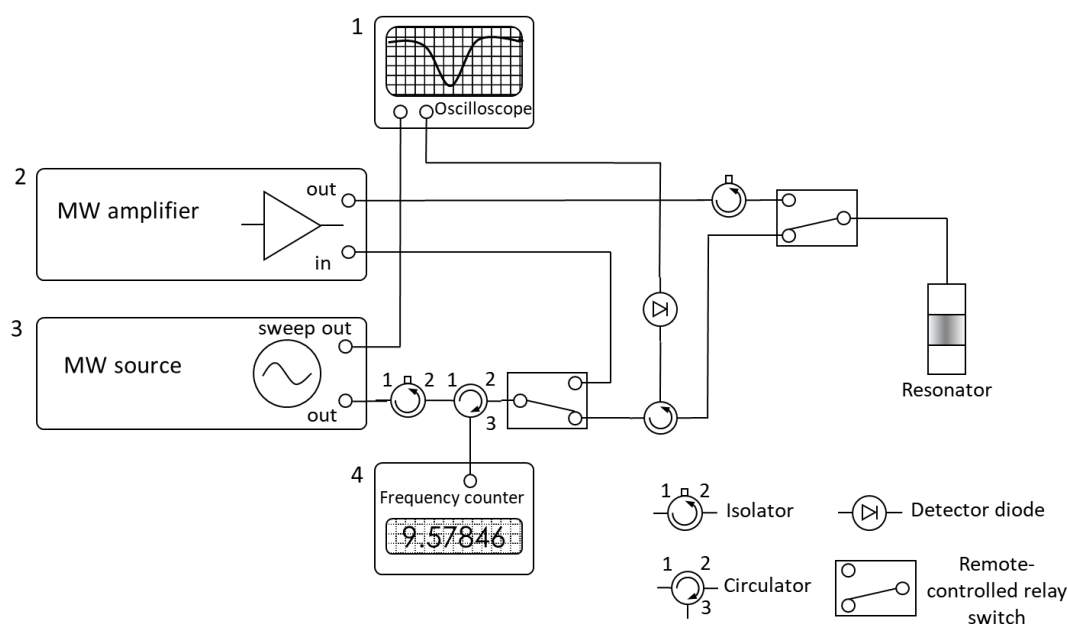 1
Oscilloscope
2
MW amplifier
out
in
3
MW source
sweep out
out
1 2 1 2
3
4
Frequency counter
9.57846
Resonator
1 2
Isolator
Detector diode
1 2
Circulator
3
Remote-
controlled relay
switch